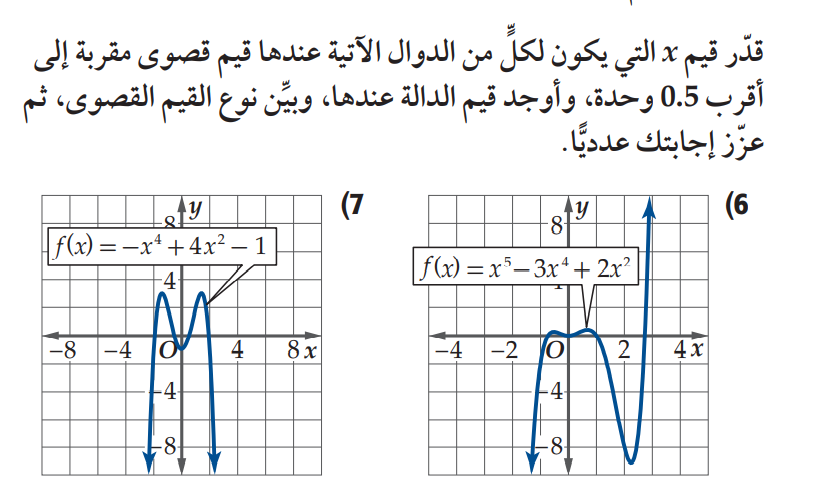 قدّر قيم x التي يكون لكلٍّ من الدوال الآتية عندها قيم قصوى مقربة إلى
أقرب 0.5 وحدة، وأوجد قيم الدالة عندها، وبيِّن نوع القيم القصوى، ثم
عزّز إجابتك عدديًّا.
(6
y
8
f(x) = x⁵ − 3x⁴ + 2x²
−4 −2 O 2 4 x
−4
−8
(7
y
8
f(x) = −x⁴ + 4x² − 1
4
−8 −4 O 4 8 x
−4
−8